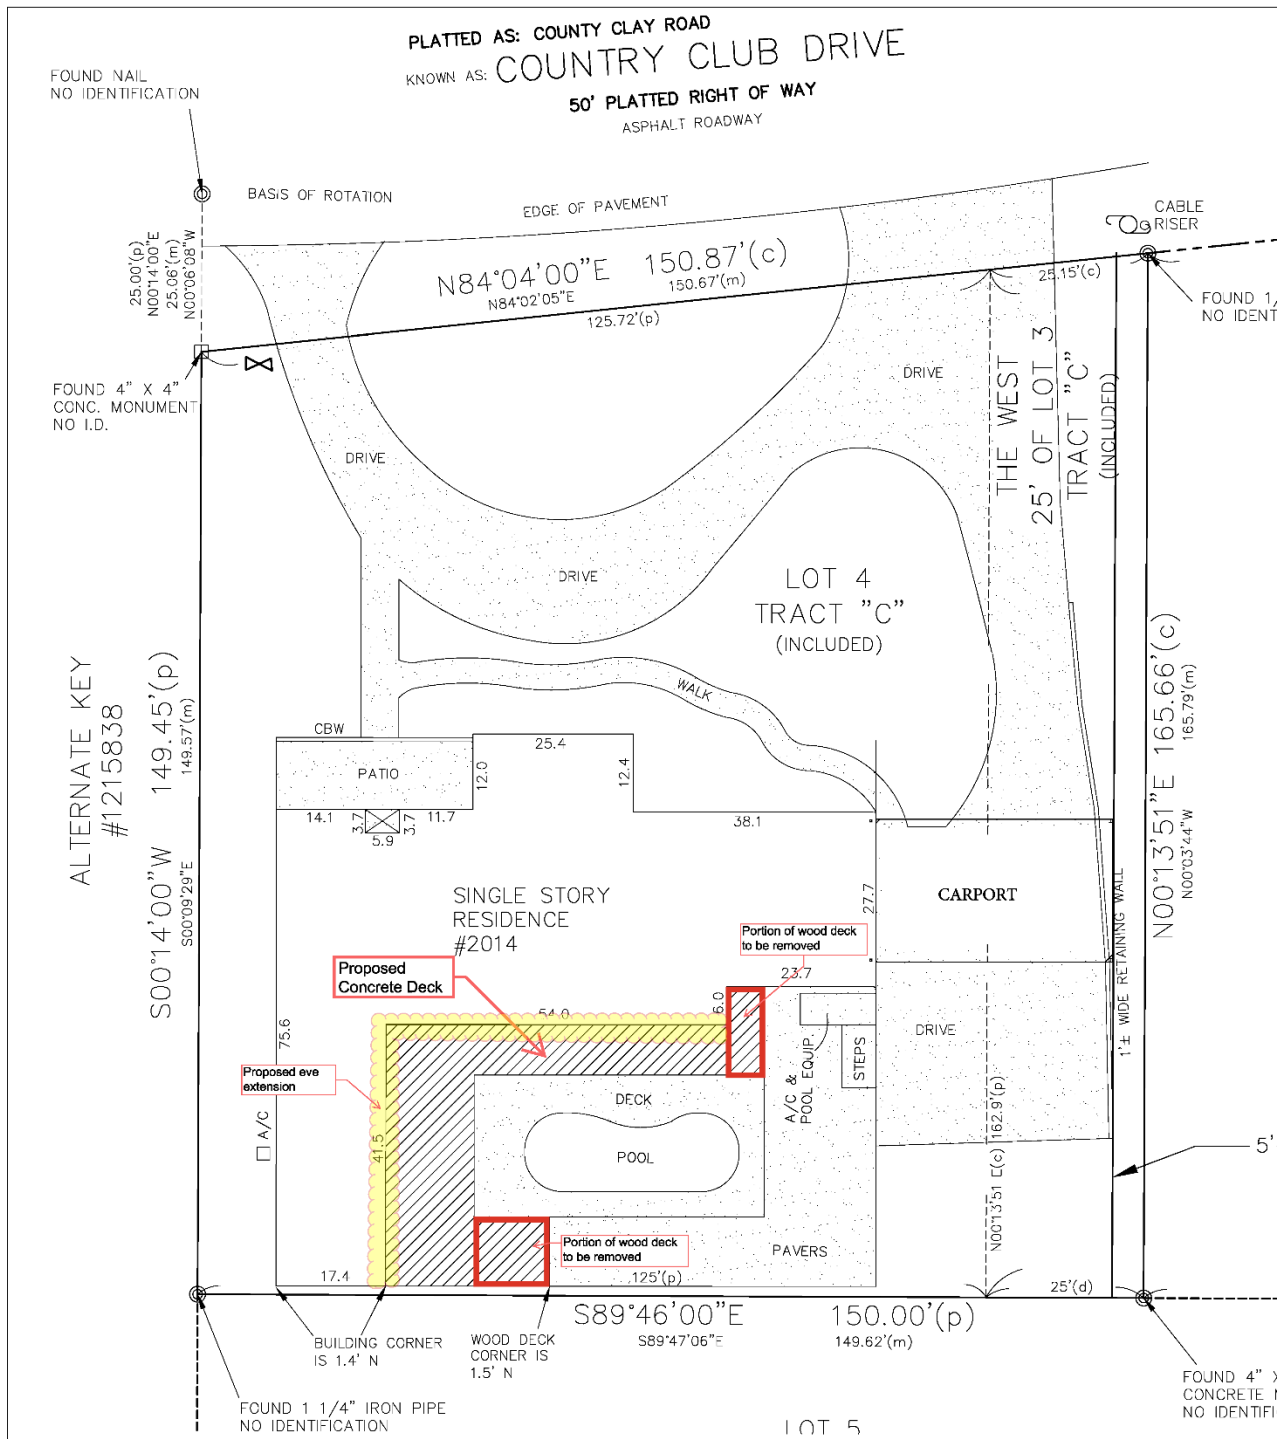 PLATTED AS: COUNTY CLAY ROAD
KNOWN AS: COUNTRY CLUB DRIVE
50' PLATTED RIGHT OF WAY
ASPHALT ROADWAY
FOUND NAIL
NO IDENTIFICATION
BASIS OF ROTATION
EDGE OF PAVEMENT
CABLE
RISER
25.00'(p)
N00°14'00"E
25.06'(m)
N00°06'08"W
N84°04'00"E 150.87'(c)
N84°02'05"E
150.67'(m)
125.72'(p)
25.15'(c)
FOUND 1/
NO IDENT
FOUND 4" X 4"
CONC. MONUMENT
NO I.D.
DRIVE
THE WEST
25' OF LOT 3
TRACT "C"
(INCLUDED)
DRIVE
DRIVE
LOT 4
TRACT "C"
(INCLUDED)
WALK
ALTERNATE KEY
#1215838
S00°14'00"W 149.45'(p)
S00°09'29"E
149.57'(m)
N00°13'51"E 165.66'(c)
N00°03'44"W
165.79'(m)
CBW
25.4
PATIO
12.0
12.4
14.1
3.7
3.7
11.7
5.9
38.1
27.7
CARPORT
SINGLE STORY
RESIDENCE
#2014
Portion of wood deck
to be removed
Proposed
Concrete Deck
23.7
6.0
54.0
75.6
1'± WIDE RETAINING WALL
DRIVE
A/C &
POOL EQUIP
STEPS
Proposed eve
extension
DECK
POOL
A/C
41.5
N00°13'51 E(c) 162.9'(p)
5'
Portion of wood deck
to be removed
PAVERS
17.4
125'(p)
25'(d)
S89°46'00"E 150.00'(p)
S89°47'06"E
149.62'(m)
BUILDING CORNER
IS 1.4' N
WOOD DECK
CORNER IS
1.5' N
FOUND 1 1/4" IRON PIPE
NO IDENTIFICATION
FOUND 4" X
CONCRETE
NO IDENTIFI
LOT 5